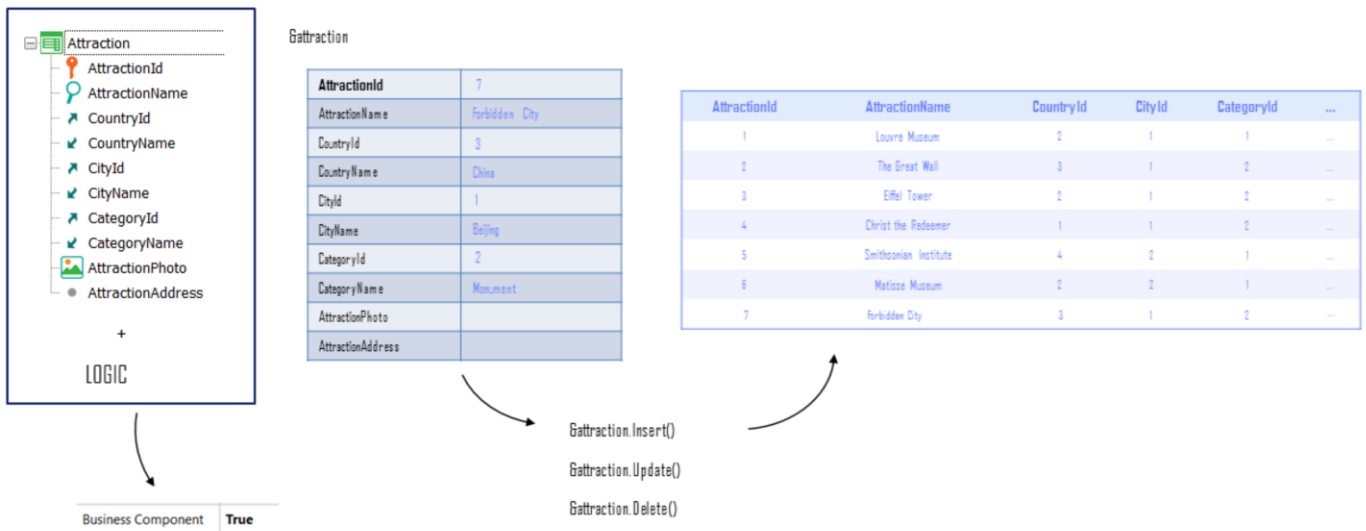 Attraction
AttractionId
AttractionName
CountryId
CountryName
CityId
CityName
CategoryId
CategoryName
AttractionPhoto
AttractionAddress
+
LOGIC
Business Component True
&attraction
AttractionId 7
AttractionName Forbidden City
CountryId 3
CountryName China
CityId 1
CityName Beijing
CategoryId 2
CategoryName Monument
AttractionPhoto
AttractionAddress
&attraction.Insert()
&attraction.Update()
&attraction.Delete()
AttractionId AttractionName CountryId CityId CategoryId ...
1 Louvre Museum 2 1 1 ...
2 The Great Wall 3 1 2 ...
3 Eiffel Tower 2 1 2 ...
4 Christ the Redeemer 1 1 2 ...
5 Smithsonian Institute 4 2 1 ...
6 Matisse Museum 2 2 1 ...
7 Forbidden City 3 1 2 ...